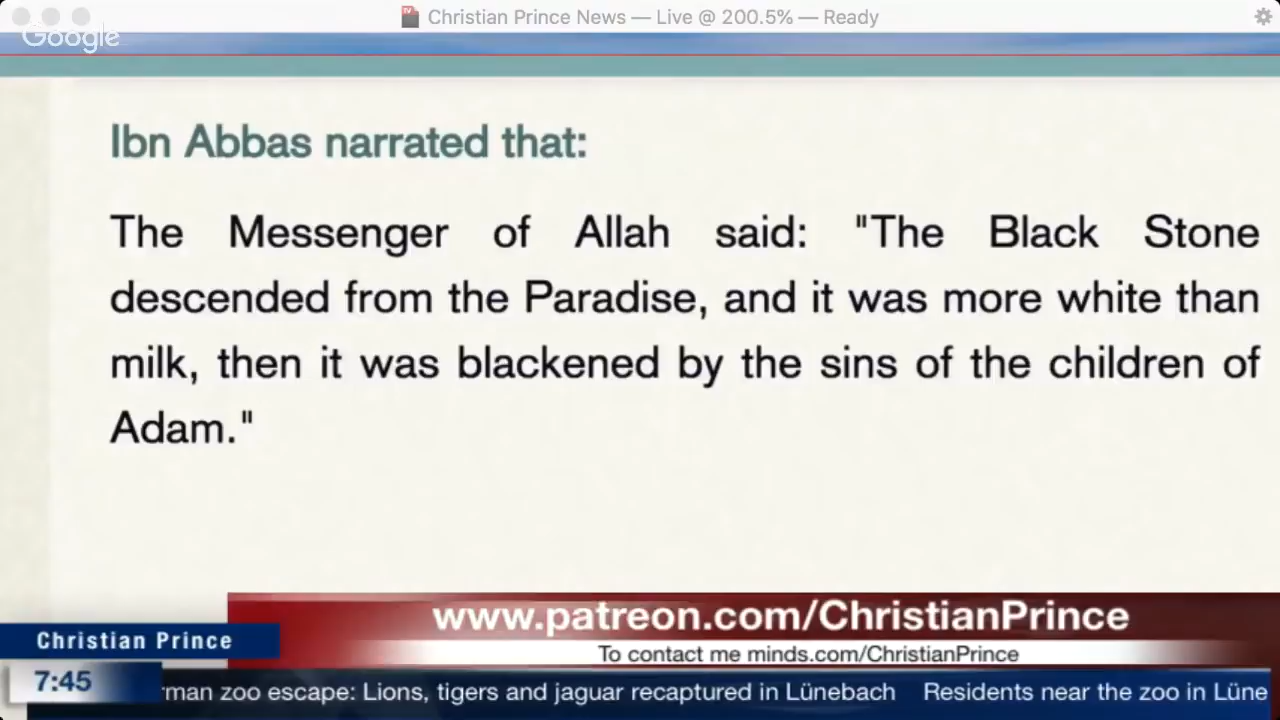 Christian Prince News — Live @ 200.5% — Ready
Google
Ibn Abbas narrated that:
The Messenger of Allah said: "The Black Stone
descended from the Paradise, and it was more white than
milk, then it was blackened by the sins of the children of
Adam."
www.patreon.com/ChristianPrince
To contact me minds.com/ChristianPrince
Christian Prince
7:45
rman zoo escape: Lions, tigers and jaguar recaptured in Lünebach Residents near the zoo in Lüne